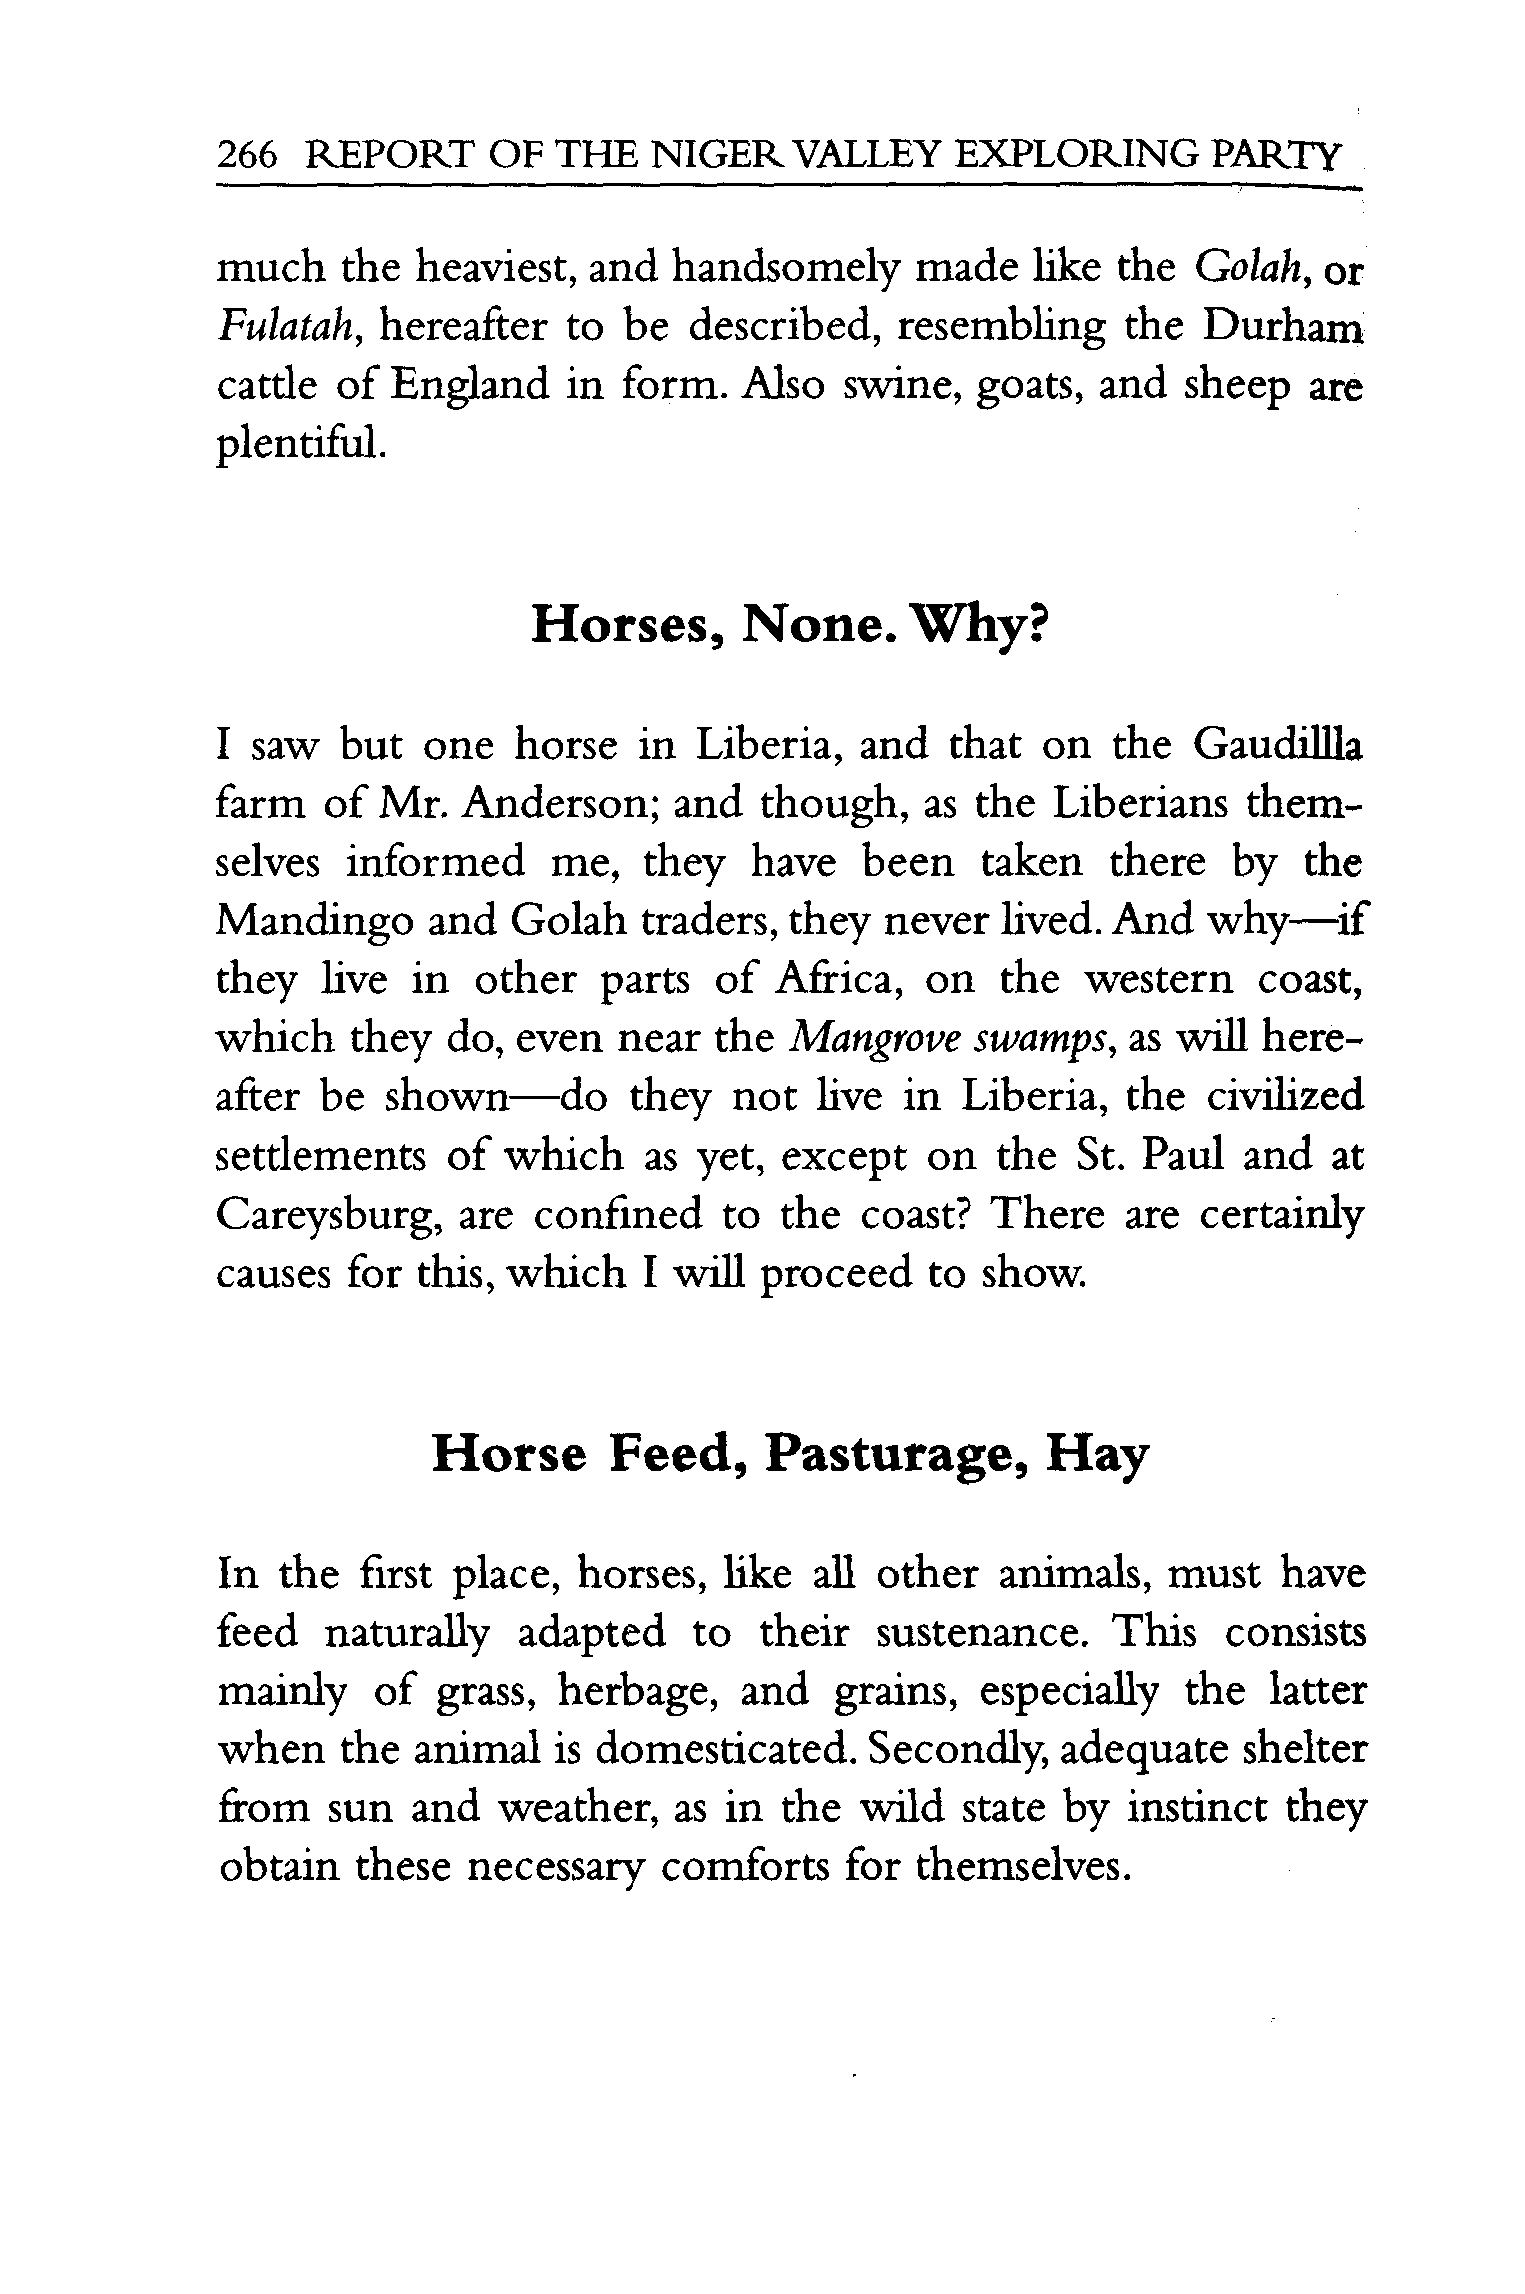 266 REPORT OF THE NIGER VALLEY EXPLORING PARTY
much the heaviest, and handsomely made like the Golah, or
Fulatah, hereafter to be described, resembling the Durham
cattle of England in form. Also swine, goats, and sheep are
plentiful.
Horses, None. Why?
I saw but one horse in Liberia, and that on the Gaudillla
farm of Mr. Anderson; and though, as the Liberians them-
selves informed me, they have been taken there by the
Mandingo and Golah traders, they never lived. And why—if
they live in other parts of Africa, on the western coast,
which they do, even near the Mangrove swamps, as will here-
after be shown—do they not live in Liberia, the civilized
settlements of which as yet, except on the St. Paul and at
Careysburg, are confined to the coast? There are certainly
causes for this, which I will proceed to show.
Horse Feed, Pasturage, Hay
In the first place, horses, like all other animals, must have
feed naturally adapted to their sustenance. This consists
mainly of grass, herbage, and grains, especially the latter
when the animal is domesticated. Secondly, adequate shelter
from sun and weather, as in the wild state by instinct they
obtain these necessary comforts for themselves.